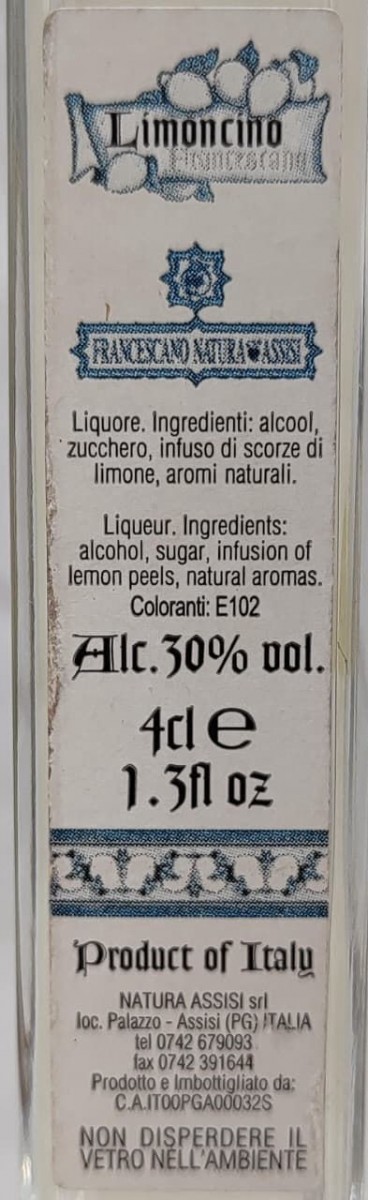 Limoncino
Francescano
FRANCESCANO NATURA ASSISI
Liquore. Ingredienti: alcool,
zucchero, infuso di scorze di
limone, aromi naturali.
Liqueur. Ingredients:
alcohol, sugar, infusion of
lemon peels, natural aromas.
Coloranti: E102
Alc. 30% vol.
4cl e
1.3fl oz
Product of Italy
NATURA ASSISI srl
loc. Palazzo - Assisi (PG) ITALIA
tel 0742 679093
fax 0742 391644
Prodotto e Imbottigliato da:
C.A.IT00PGA00032S
NON DISPERDERE IL
VETRO NELL'AMBIENTE